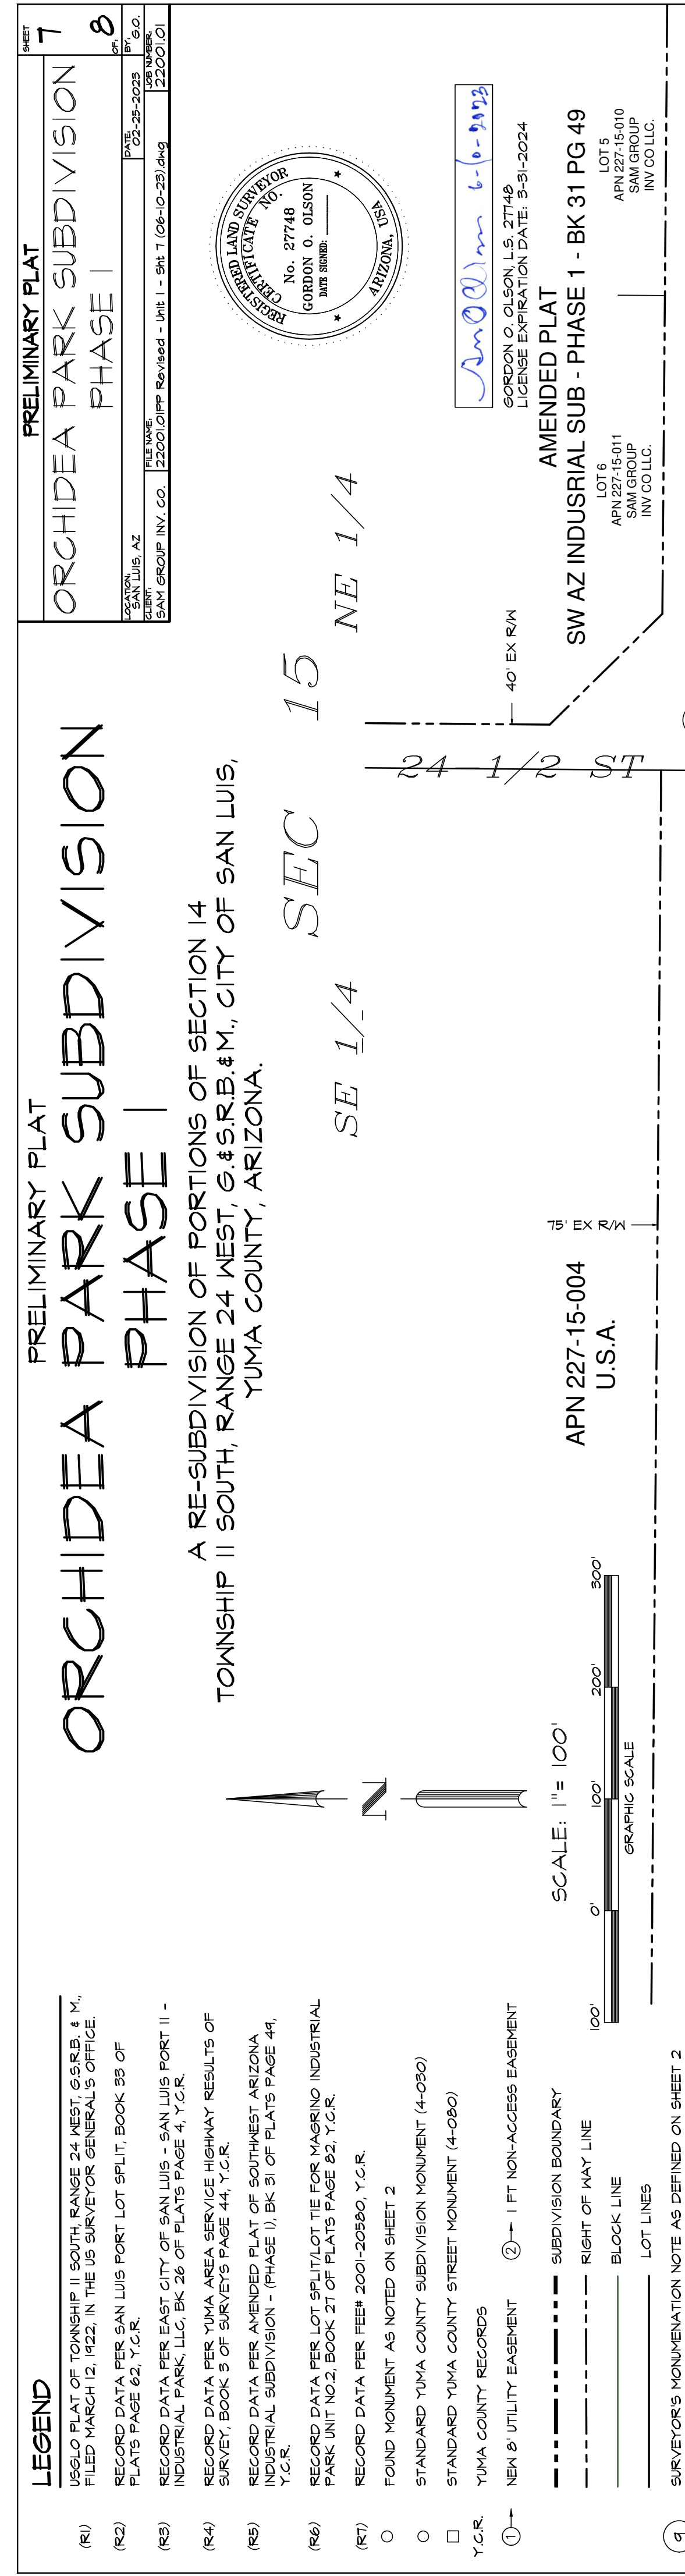 LEGEND
(R1) USGLO PLAT OF TOWNSHIP 11 SOUTH, RANGE 24 WEST, G.S.R.B. & M.,
FILED MARCH 12, 1922, IN THE US SURVEYOR GENERAL'S OFFICE.
(R2) RECORD DATA PER SAN LUIS PORT LOT SPLIT, BOOK 33 OF
PLATS PAGE 62, Y.C.R.
(R3) RECORD DATA PER EAST CITY OF SAN LUIS - SAN LUIS PORT II -
INDUSTRIAL PARK, LLC, BK 26 OF PLATS PAGE 4, Y.C.R.
(R4) RECORD DATA PER YUMA AREA SERVICE HIGHWAY RESULTS OF
SURVEY, BOOK 3 OF SURVEYS PAGE 44, Y.C.R.
(R5) RECORD DATA PER AMENDED PLAT OF SOUTHWEST ARIZONA
INDUSTRIAL SUBDIVISION - (PHASE 1), BK 31 OF PLATS PAGE 49,
Y.C.R.
(R6) RECORD DATA PER LOT SPLIT/LOT TIE FOR MAGRINO INDUSTRIAL
PARK UNIT NO.2, BOOK 27 OF PLATS PAGE 82, Y.C.R.
(R7) RECORD DATA PER FEE# 2001-20580, Y.C.R.
FOUND MONUMENT AS NOTED ON SHEET 2
STANDARD YUMA COUNTY SUBDIVISION MONUMENT (4-030)
STANDARD YUMA COUNTY STREET MONUMENT (4-080)
Y.C.R. YUMA COUNTY RECORDS
1 NEW 8' UTILITY EASEMENT 2 1 FT NON-ACCESS EASEMENT
SUBDIVISION BOUNDARY
RIGHT OF WAY LINE
BLOCK LINE
LOT LINES
9 SURVEYOR'S MONUMENATION NOTE AS DEFINED ON SHEET 2
PRELIMINARY PLAT
ORCHIDEA PARK SUBDIVISION
PHASE 1
A RE-SUBDIVISION OF PORTIONS OF SECTION 14
TOWNSHIP 11 SOUTH, RANGE 24 WEST, G.&S.R.B.&M., CITY OF SAN LUIS,
YUMA COUNTY, ARIZONA.
N
SCALE: 1"= 100'
100' 0' 100' 200' 300'
GRAPHIC SCALE
SEC 15
SE 1/4
NE 1/4
APN 227-15-004
U.S.A.
75' EX R/W
24 1/2 ST
40' EX R/W
PRELIMINARY PLAT
ORCHIDEA PARK SUBDIVISION
PHASE 1
SHEET
7
OF:
8
LOCATION:
SAN LUIS, AZ
DATE:
02-25-2023
BY:
G.O.
CLIENT:
SAM GROUP INV. CO.
FILE NAME:
22001.01PP Revised - Unit 1 - Sht 7 (06-10-23).dwg
JOB NUMBER:
22001.01
REGISTERED LAND SURVEYOR
CERTIFICATE NO.
No. 27748
GORDON O. OLSON
DATE SIGNED:
ARIZONA, USA
6-10-2023
GORDON O. OLSON, L.S. 27748
LICENSE EXPIRATION DATE: 3-31-2024
AMENDED PLAT
SW AZ INDUSRIAL SUB - PHASE 1 - BK 31 PG 49
LOT 6
APN 227-15-011
SAM GROUP
INV CO LLC.
LOT 5
APN 227-15-010
SAM GROUP
INV CO LLC.